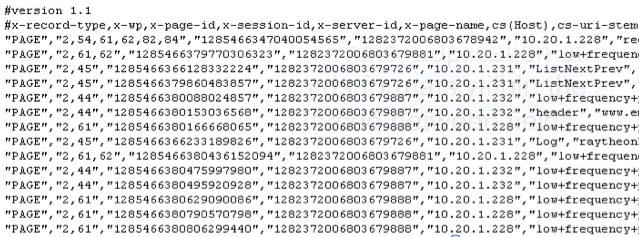 #version 1.1
#x-record-type,x-wp,x-page-id,x-session-id,x-server-id,x-page-name,cs(Host),cs-uri-stem
"PAGE","2,54,61,62,82,84","1285466347040054565","1282372006803678942","10.20.1.228","rec
"PAGE","2,61,62","1285466379770306323","1282372006803679881","10.20.1.228","low+frequenc
"PAGE","2,45","1285466366128332224","1282372006803679726","10.20.1.231","ListNextPrev",
"PAGE","2,45","1285466379860483857","1282372006803679726","10.20.1.231","ListNextPrev",
"PAGE","2,44","1285466380088024857","1282372006803679887","10.20.1.232","low+frequency+
"PAGE","2,44","1285466380153036568","1282372006803679887","10.20.1.232","header","www.en
"PAGE","2,61","1285466380166668065","1282372006803679888","10.20.1.228","low+frequency+
"PAGE","2,45","1285466366233189826","1282372006803679726","10.20.1.231","Log","raytheon
"PAGE","2,61,62","1285466380436152094","1282372006803679881","10.20.1.228","low+frequen
"PAGE","2,44","1285466380475997980","1282372006803679887","10.20.1.232","low+frequency+
"PAGE","2,44","1285466380495920928","1282372006803679887","10.20.1.232","low+frequency+
"PAGE","2,61","1285466380629090086","1282372006803679888","10.20.1.228","low+frequency+
"PAGE","2,61","1285466380790570798","1282372006803679888","10.20.1.228","low+frequency+
"PAGE","2,61","1285466380806299440","1282372006803679888","10.20.1.228","low+frequency+